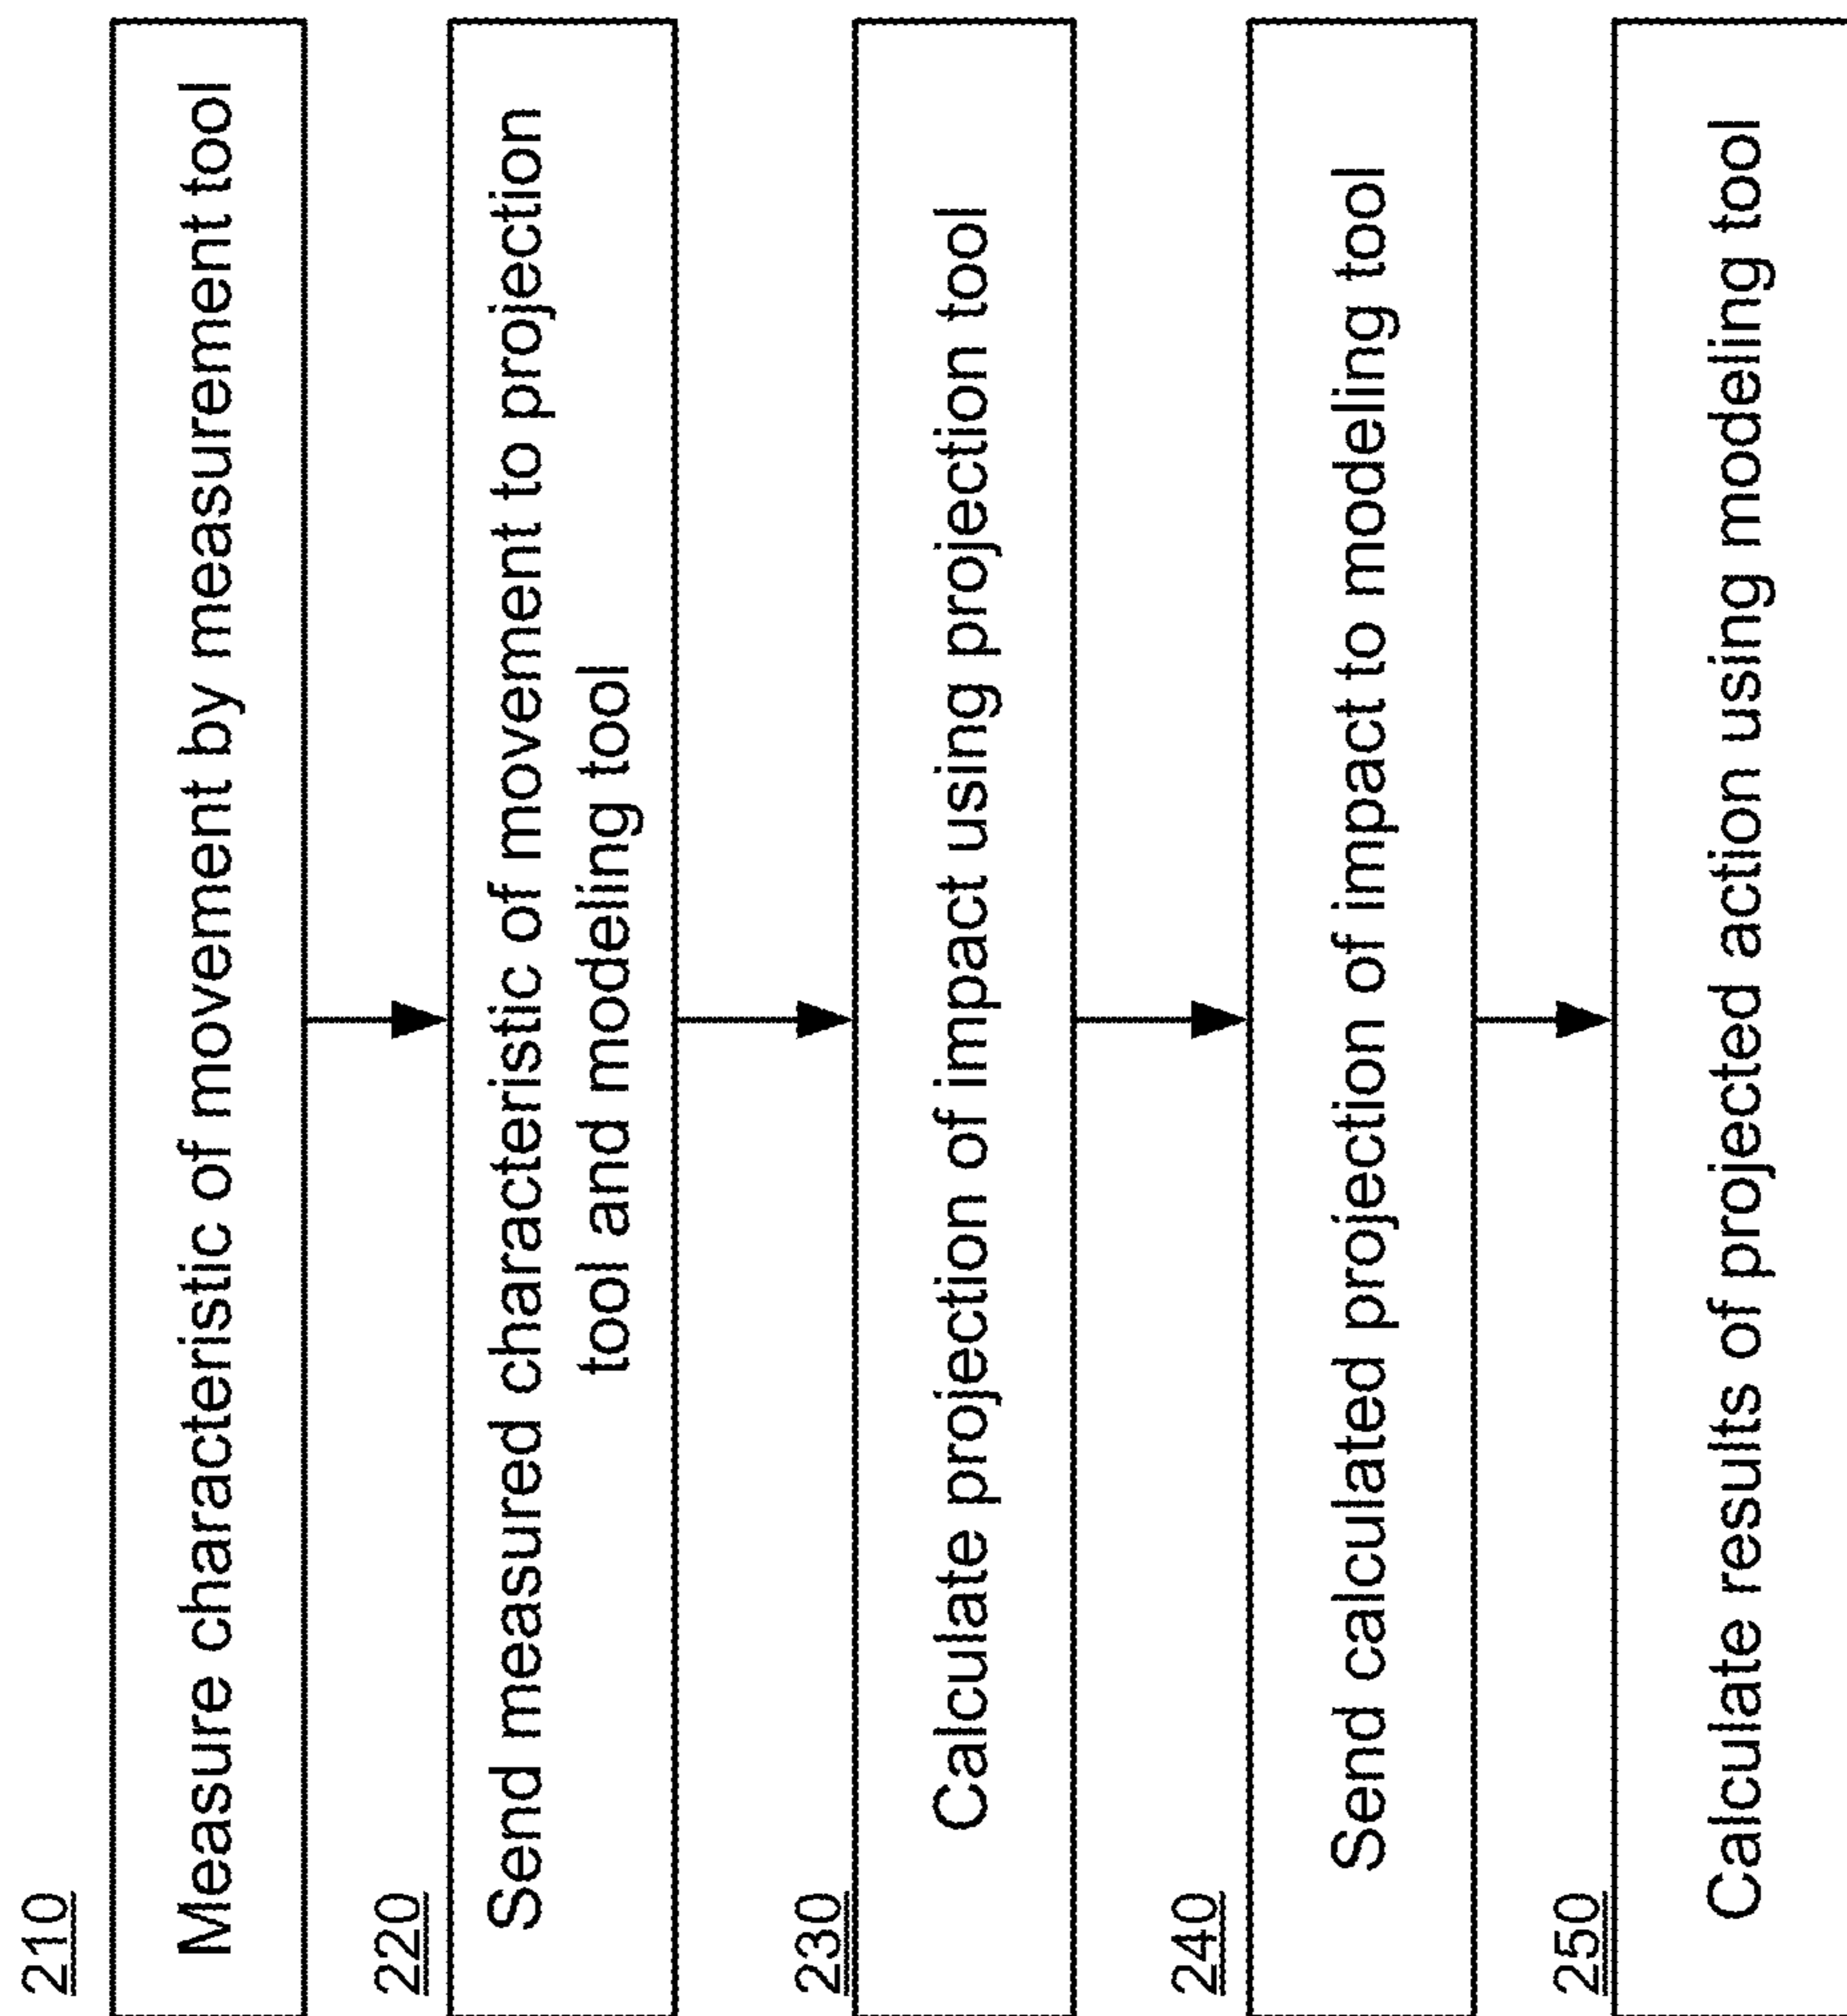 210
Measure characteristic of movement by measurement tool
220
Send measured characteristic of movement to projection
tool and modeling tool
230
Calculate projection of impact using projection tool
240
Send calculated projection of impact to modeling tool
250
Calculate results of projected action using modeling tool